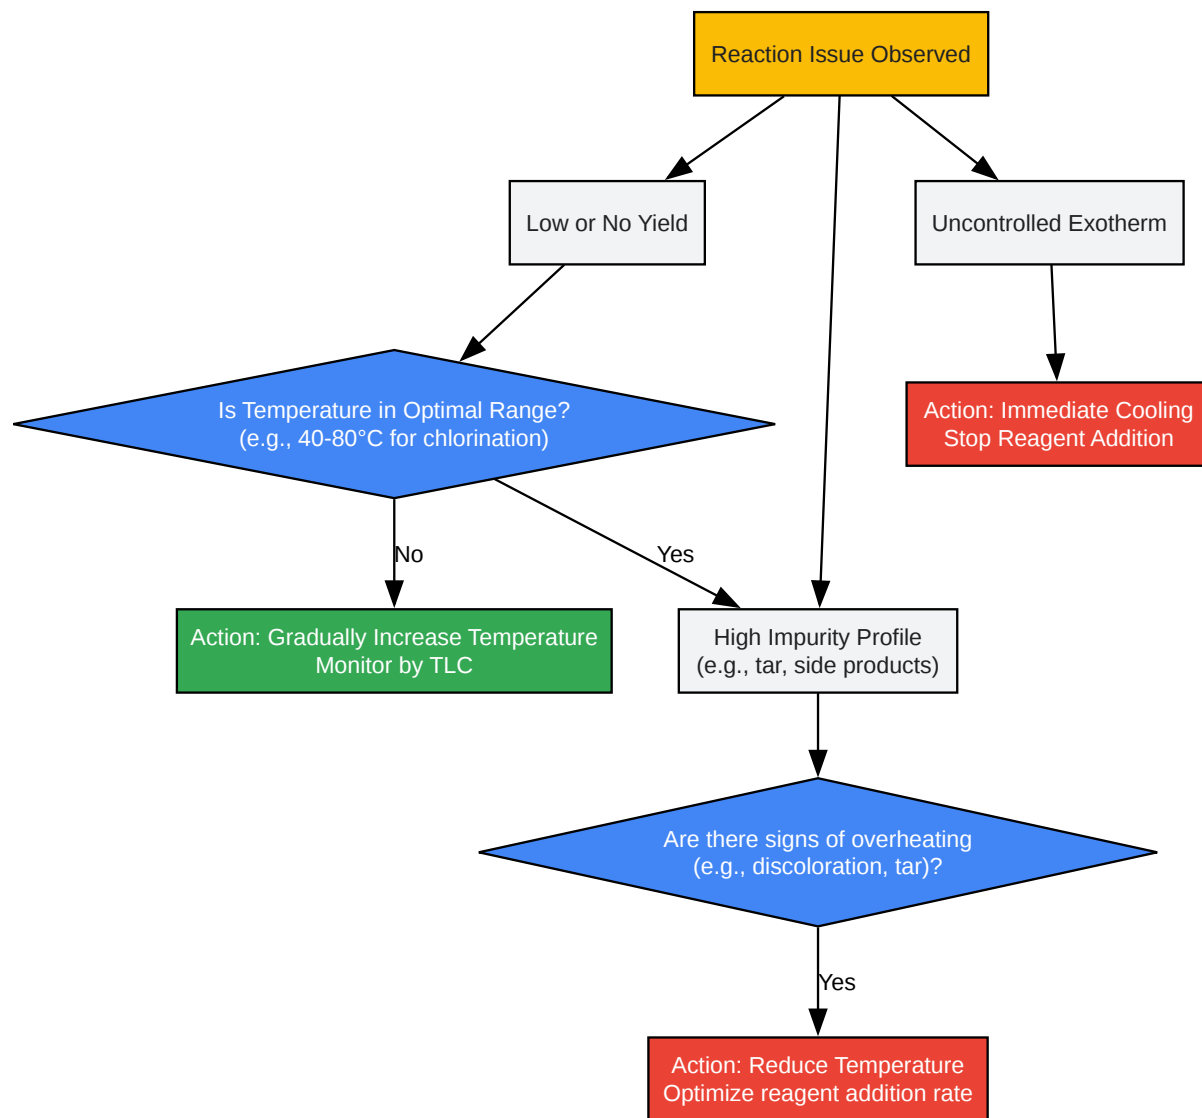 Reaction Issue Observed
Low or No Yield
Uncontrolled Exotherm
Is Temperature in Optimal Range?
(e.g., 40-80°C for chlorination)
Action: Immediate Cooling
Stop Reagent Addition
No
Yes
Action: Gradually Increase Temperature
Monitor by TLC
High Impurity Profile
(e.g., tar, side products)
Are there signs of overheating
(e.g., discoloration, tar)?
Yes
Action: Reduce Temperature
Optimize reagent addition rate